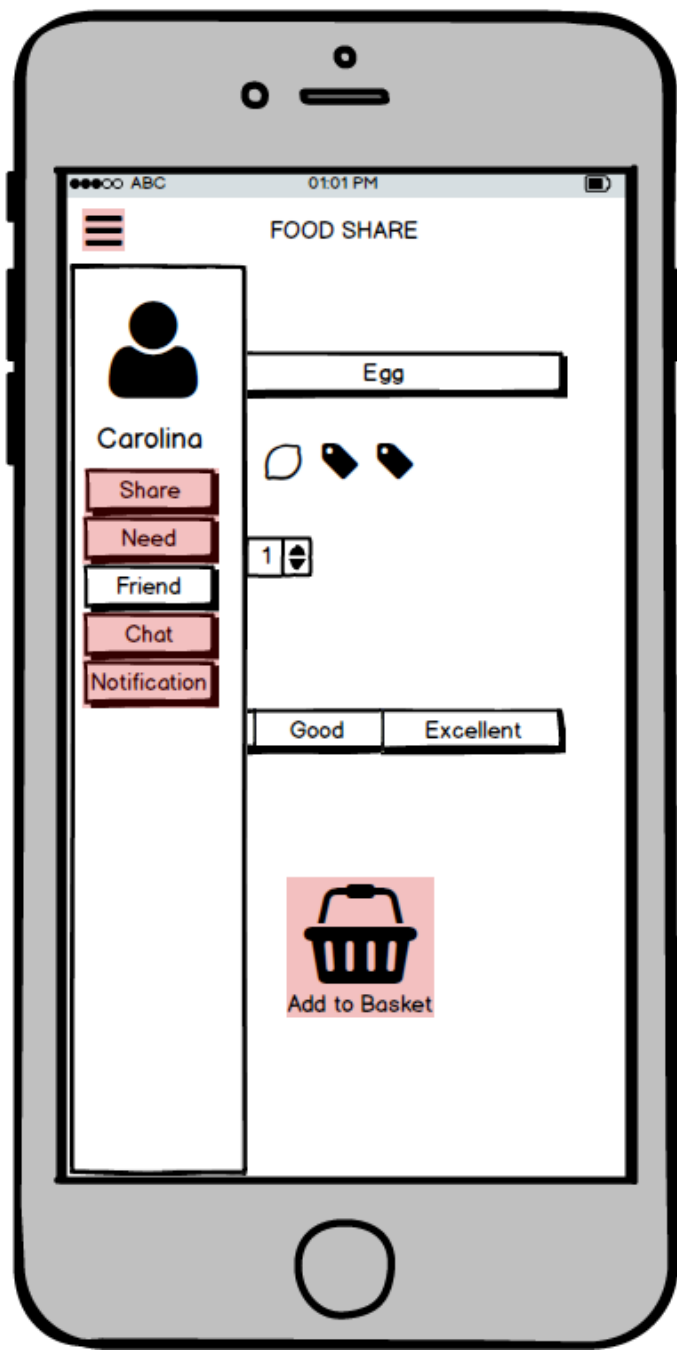 ABC 01:01 PM
FOOD SHARE
Egg
Carolina
Share
Need
1
Friend
Chat
Notification
Good Excellent
Add to Basket